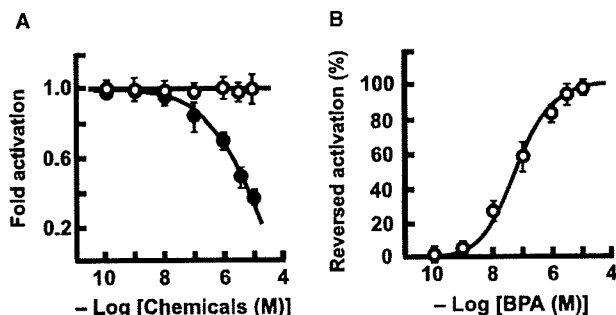 A
Fold activation
1.0
0.6
0.2
10 8 6 4
– Log [Chemicals (M)]
B
Reversed activation (%)
100
80
60
40
20
0
10 8 6 4
– Log [BPA (M)]